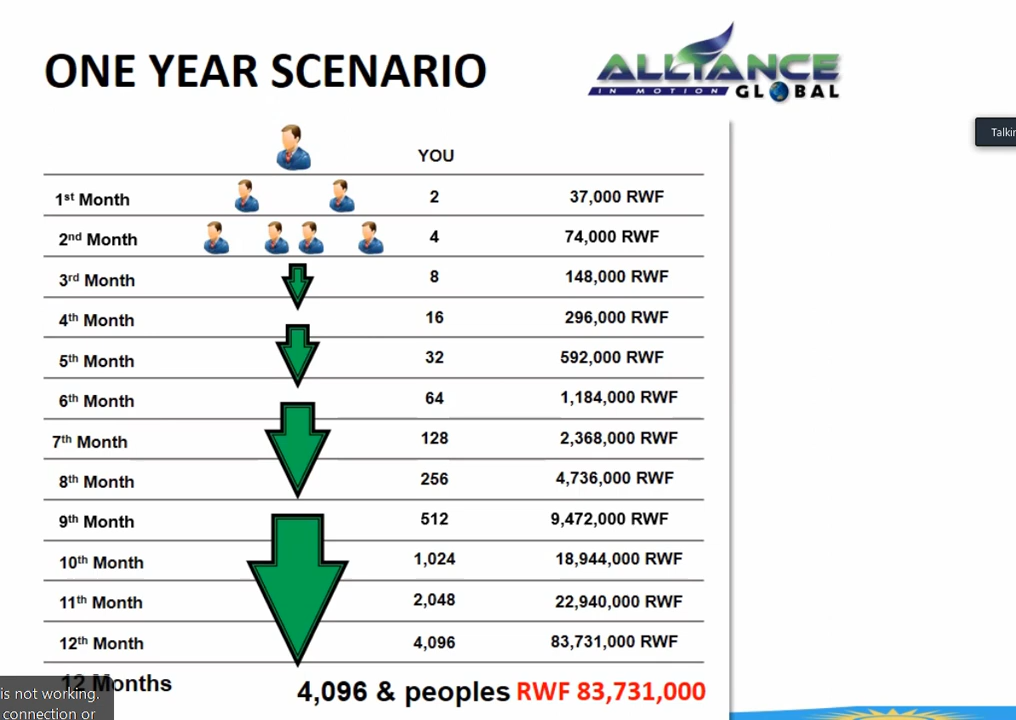 ONE YEAR SCENARIO
ALLIANCE
IN MOTION GLOBAL
YOU
Talkin
1st Month 2 37,000 RWF
2nd Month 4 74,000 RWF
3rd Month 8 148,000 RWF
4th Month 16 296,000 RWF
5th Month 32 592,000 RWF
6th Month 64 1,184,000 RWF
7th Month 128 2,368,000 RWF
8th Month 256 4,736,000 RWF
9th Month 512 9,472,000 RWF
10th Month 1,024 18,944,000 RWF
11th Month 2,048 22,940,000 RWF
12th Month 4,096 83,731,000 RWF
12 Months 4,096 & peoples RWF 83,731,000
is not working.
connection or